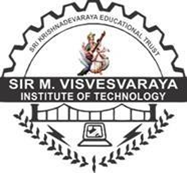 SRI KRISHNADEVARAYA EDUCATIONAL TRUST
SIR M. VISVESVARAYA
INSTITUTE OF TECHNOLOGY